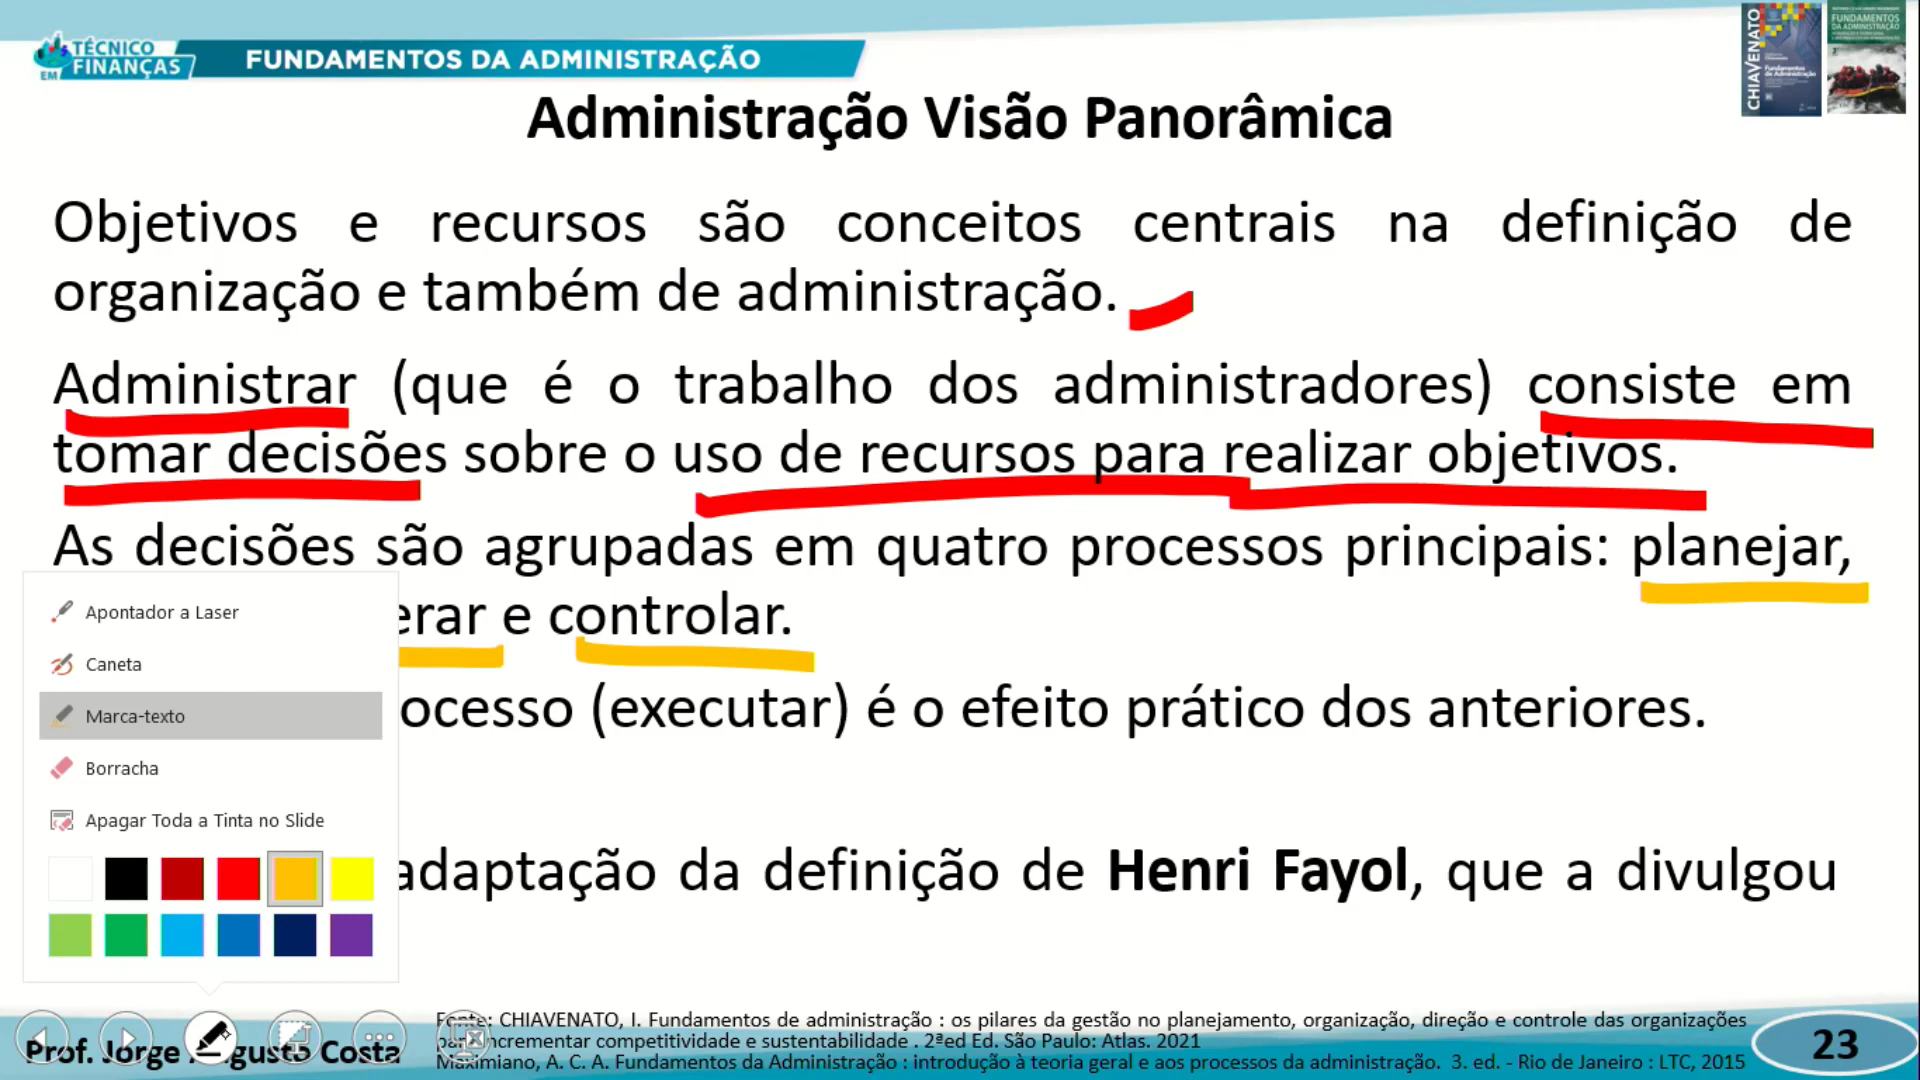 TÉCNICO
EM FINANÇAS
FUNDAMENTOS DA ADMINISTRAÇÃO
CHIAVENATO
Fundamentos
de Administração
FUNDAMENTOS
DA ADMINISTRAÇÃO
Administração Visão Panorâmica
Objetivos e recursos são conceitos centrais na definição de
organização e também de administração.
Administrar (que é o trabalho dos administradores) consiste em
tomar decisões sobre o uso de recursos para realizar objetivos.
As decisões são agrupadas em quatro processos principais: planejar,
erar e controlar.
ocesso (executar) é o efeito prático dos anteriores.
adaptação da definição de Henri Fayol, que a divulgou
Apontador a Laser
Caneta
Marca-texto
Borracha
Apagar Toda a Tinta no Slide
Prof. Jorge Augusto Costa
Fonte: CHIAVENATO, I. Fundamentos de administração : os pilares da gestão no planejamento, organização, direção e controle das organizações
para incrementar competitividade e sustentabilidade . 2ªed Ed. São Paulo: Atlas. 2021
Maximiano, A. C. A. Fundamentos da Administração : introdução à teoria geral e aos processos da administração. 3. ed. - Rio de Janeiro : LTC, 2015
23